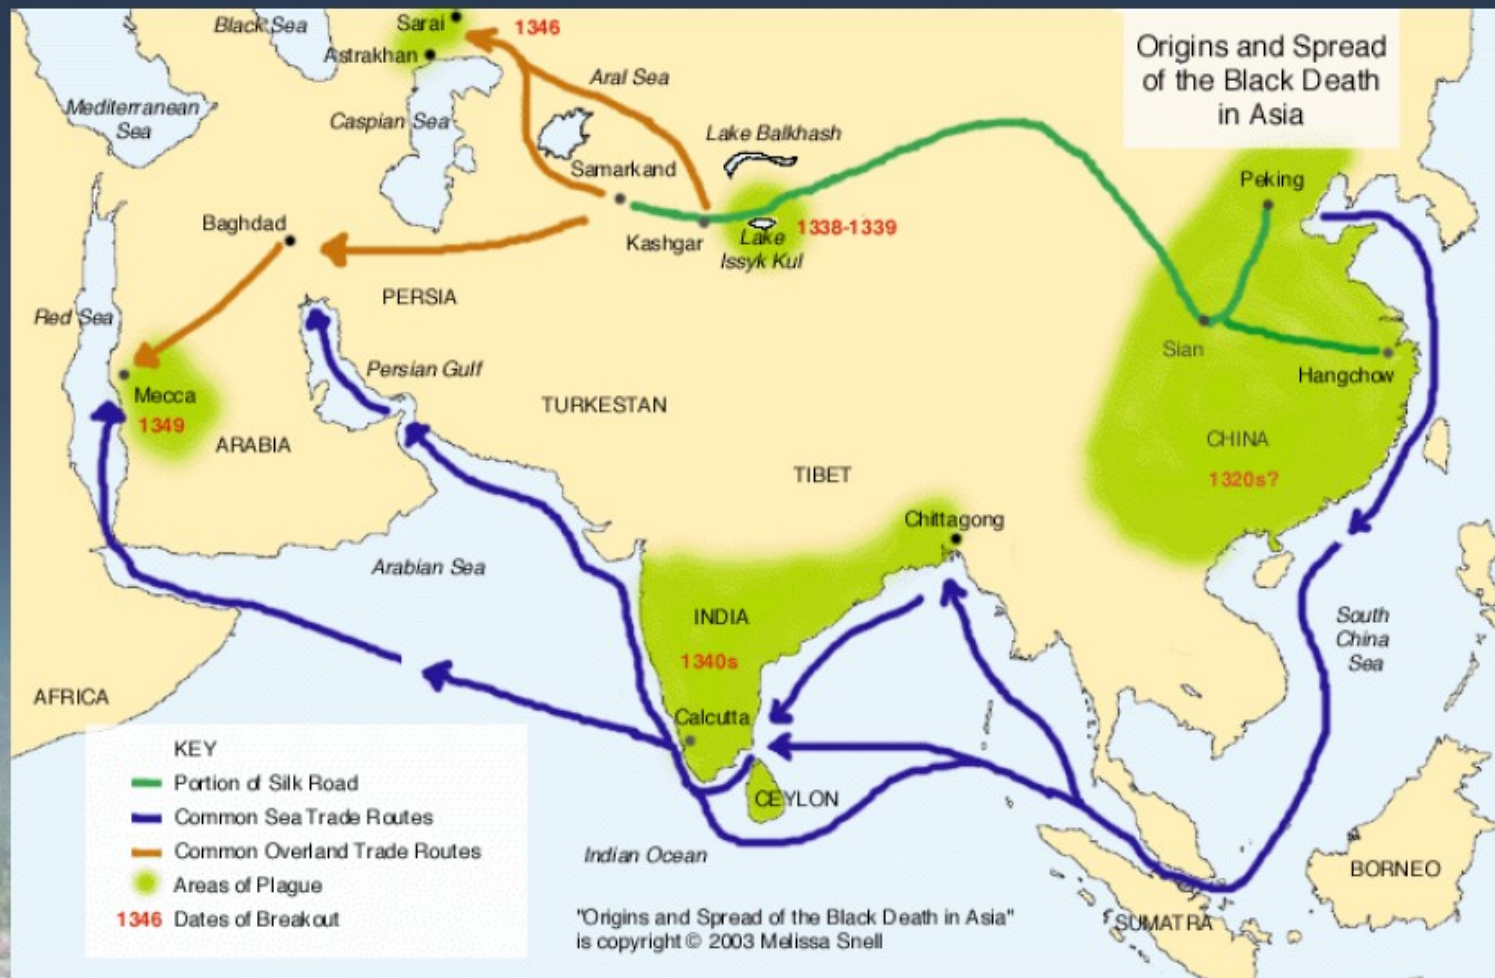 Origins and Spread
of the Black Death
in Asia
Black Sea
Sarai
1346
Astrakhan
Aral Sea
Mediterranean
Sea
Caspian Sea
Lake Balkhash
Samarkand
Peking
Baghdad
Kashgar
Lake
Issyk Kul
1338-1339
PERSIA
Red Sea
Sian
Persian Gulf
Hangchow
Mecca
1349
TURKESTAN
ARABIA
CHINA
1320s?
TIBET
Chittagong
Arabian Sea
INDIA
1340s
South
China
Sea
AFRICA
Calcutta
CEYLON
Indian Ocean
BORNEO
SUMATRA
KEY
Portion of Silk Road
Common Sea Trade Routes
Common Overland Trade Routes
Areas of Plague
1346 Dates of Breakout
"Origins and Spread of the Black Death in Asia"
is copyright © 2003 Melissa Snell